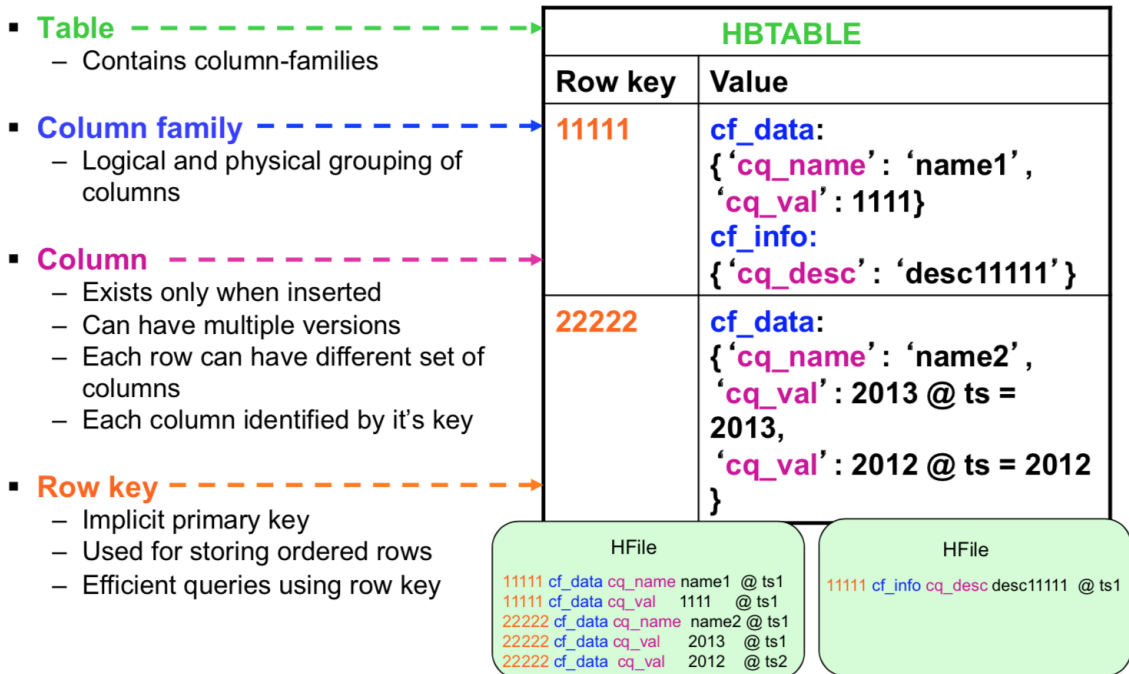 ▪ Table
– Contains column-families
▪ Column family
– Logical and physical grouping of
columns
▪ Column
– Exists only when inserted
– Can have multiple versions
– Each row can have different set of
columns
– Each column identified by it’s key
▪ Row key
– Implicit primary key
– Used for storing ordered rows
– Efficient queries using row key
HBTABLE
Row key Value
11111 cf_data:
{‘cq_name’: ‘name1’,
‘cq_val’: 1111}
cf_info:
{‘cq_desc’: ‘desc11111’}
22222 cf_data:
{‘cq_name’: ‘name2’,
‘cq_val’: 2013 @ ts =
2013,
‘cq_val’: 2012 @ ts = 2012
}
HFile
11111 cf_data cq_name name1 @ ts1
11111 cf_data cq_val 1111 @ ts1
22222 cf_data cq_name name2 @ ts1
22222 cf_data cq_val 2013 @ ts1
22222 cf_data cq_val 2012 @ ts2
HFile
11111 cf_info cq_desc desc11111 @ ts1